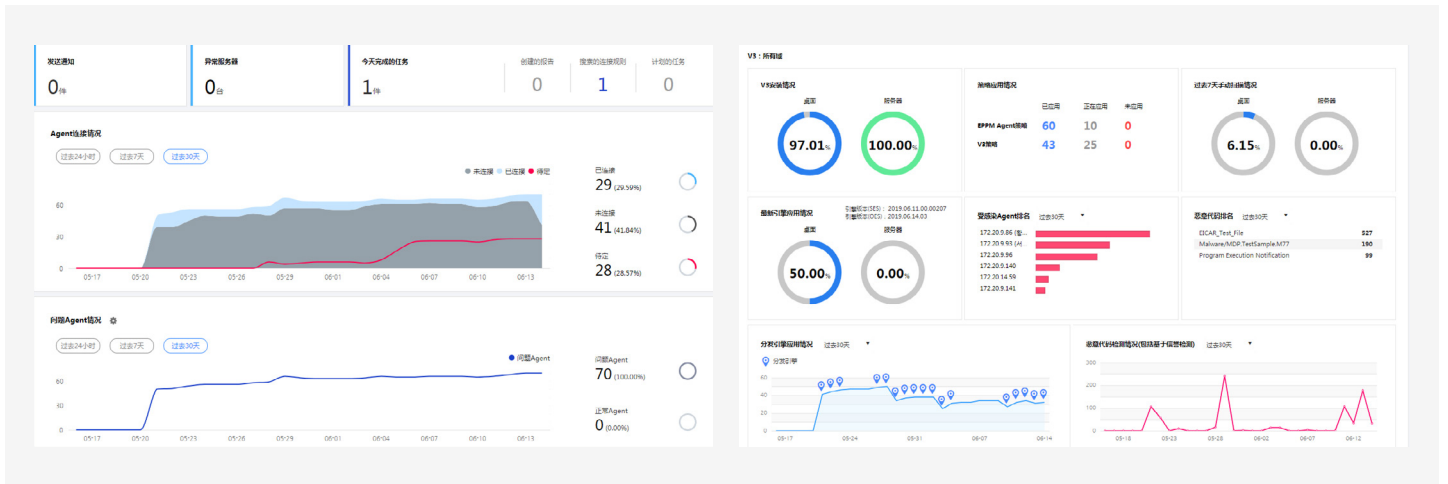 发送通知
0件
异常服务器
0台
今天完成的任务
1件
创建的报告
0
搜索的连接规则
1
计划的任务
0
Agent连接情况
过去24小时 过去7天 过去30天
未连接 已连接 待定
60
30
0
05-17 05-20 05-23 05-26 05-29 06-01 06-04 06-07 06-10 06-13
已连接
29 (29.59%)
未连接
41 (41.84%)
待定
28 (28.57%)
问题Agent情况
过去24小时 过去7天 过去30天
问题Agent
60
30
0
05-17 05-20 05-23 05-26 05-29 06-01 06-04 06-07 06-10 06-13
问题Agent
70 (100.00%)
正常Agent
0 (0.00%)
V3 : 所有域
V3安装情况
桌面 服务器
97.01% 100.00%
策略应用情况
已应用 正在应用 未应用
EPPM Agent策略 60 10 0
V3策略 43 25 0
过去7天手动扫描情况
桌面 服务器
6.15% 0.00%
最新引擎应用情况
引擎版本(SES) : 2019.06.11.00.00207
引擎版本(DES) : 2019.06.14.03
桌面 服务器
50.00% 0.00%
受感染Agent排名 过去30天
172.20.9.86
172.20.9.93
172.20.9.96
172.20.9.140
172.20.14.59
172.20.9.141
恶意代码排名 过去30天
EICAR_Test_File 527
Malware/MDP.TestSample.M77 190
Program Execution Notification 99
分发引擎应用情况 过去30天
分发引擎
60
40
20
0
05-17 05-24 05-31 06-07 06-14
恶意代码检测情况(包括基于信誉检测) 过去30天
300
200
100
0
05-18 05-23 05-28 06-02 06-07 06-12